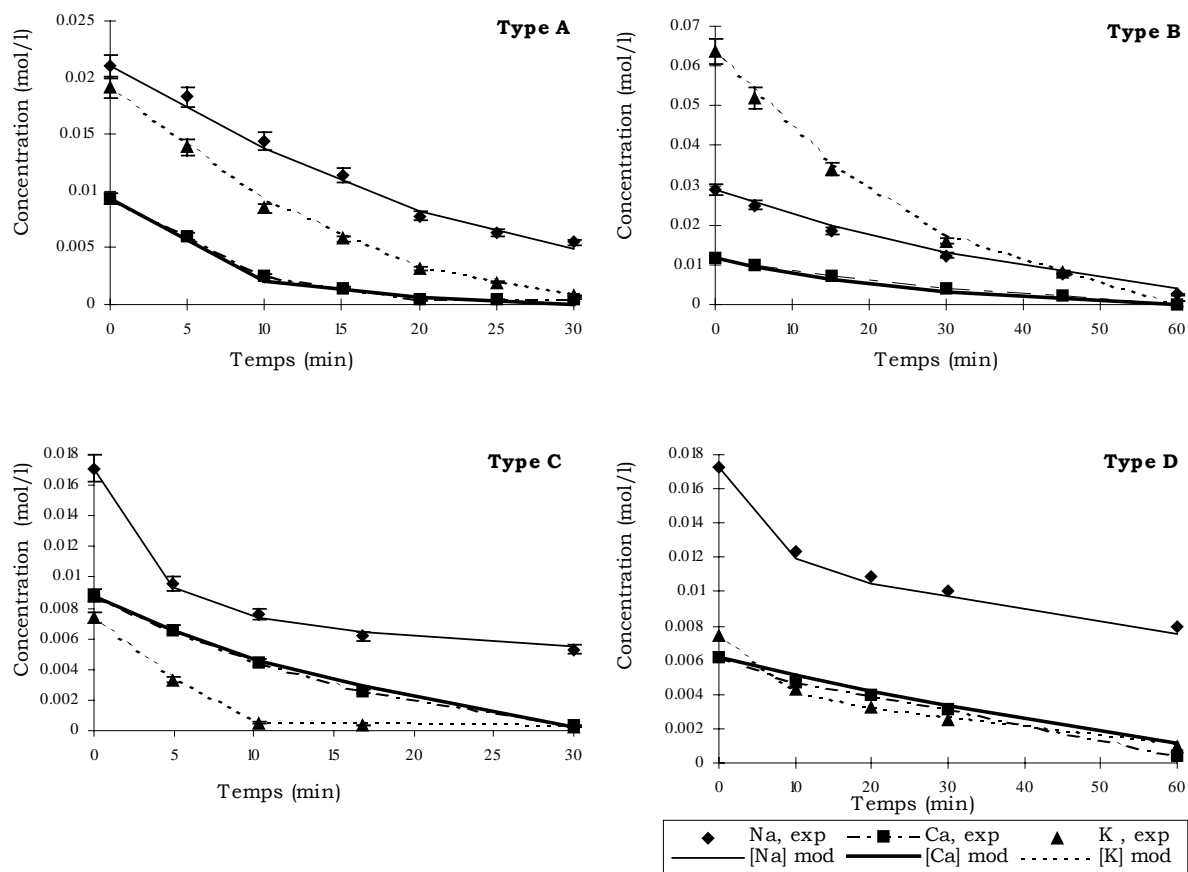 Type A
Concentration (mol/l)
0.025
0.02
0.015
0.01
0.005
0
0 5 10 15 20 25 30
Temps (min)
Type B
Concentration (mol/l)
0.07
0.06
0.05
0.04
0.03
0.02
0.01
0
0 10 20 30 40 50 60
Temps (min)
Type C
Concentration (mol/l)
0.018
0.016
0.014
0.012
0.01
0.008
0.006
0.004
0.002
0
0 5 10 15 20 25 30
Temps (min)
Type D
Concentration (mol/l)
0.018
0.016
0.014
0.012
0.01
0.008
0.006
0.004
0.002
0
0 10 20 30 40 50 60
Temps (min)
Na, exp Ca, exp K , exp
[Na] mod [Ca] mod [K] mod